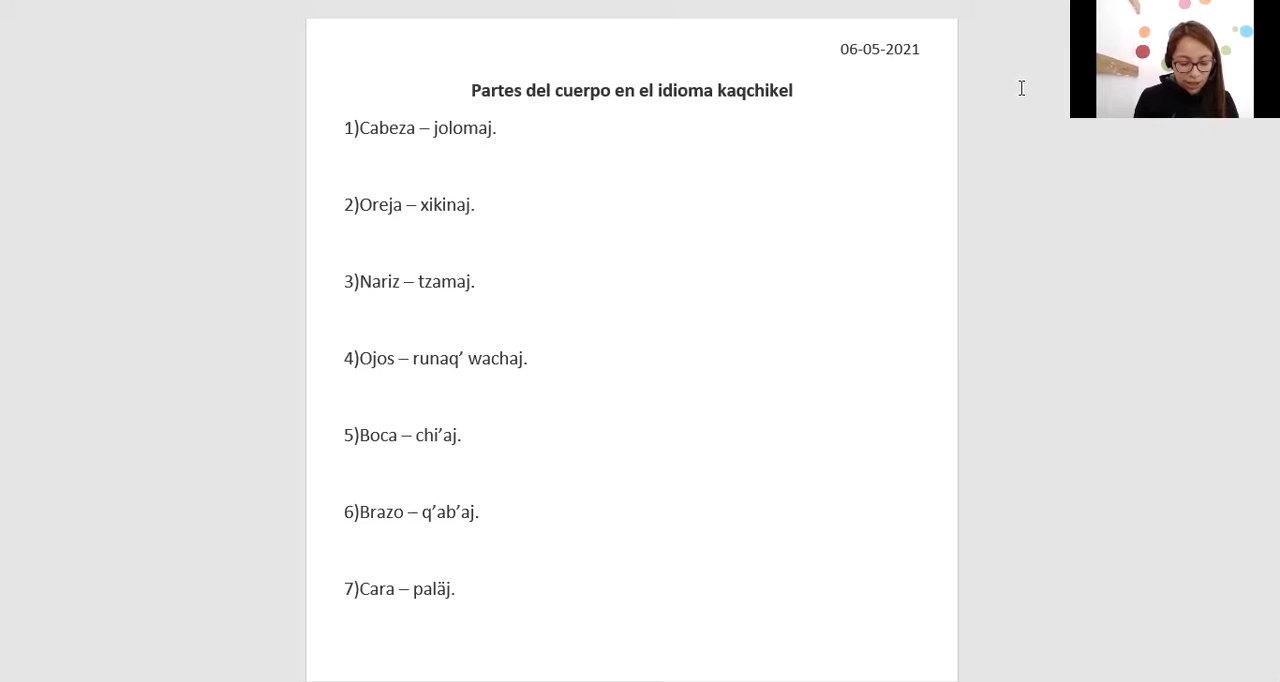 06-05-2021
Partes del cuerpo en el idioma kaqchikel
1)Cabeza – jolomaj.
2)Oreja – xikinaj.
3)Nariz – tzamaj.
4)Ojos – runaq’ wachaj.
5)Boca – chi’aj.
6)Brazo – q’ab’aj.
7)Cara – paläj.